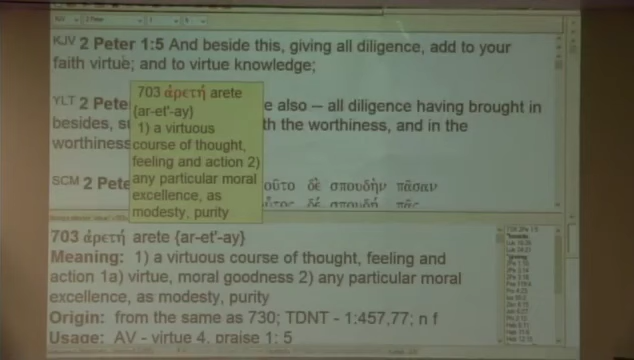 KJV 2 Peter 1:5 And beside this, giving all diligence, add to your
faith virtue; and to virtue knowledge;
YLT 2 Pete
e also — all diligence having brought in
besides, su
th the worthiness, and in the
worthiness
703 ἀρετή arete
{ar-et'-ay}
1) a virtuous
course of thought,
feeling and action 2)
any particular moral
excellence, as
modesty, purity
SCM 2 Pete
οῦτο δὲ σπουδὴν πᾶσαν
703 ἀρετή arete {ar-et'-ay}
Meaning: 1) a virtuous course of thought, feeling and
action 1a) virtue, moral goodness 2) any particular moral
excellence, as modesty, purity
Origin: from the same as 730; TDNT - 1:457,77; n f
Usage: AV - virtue 4, praise 1; 5